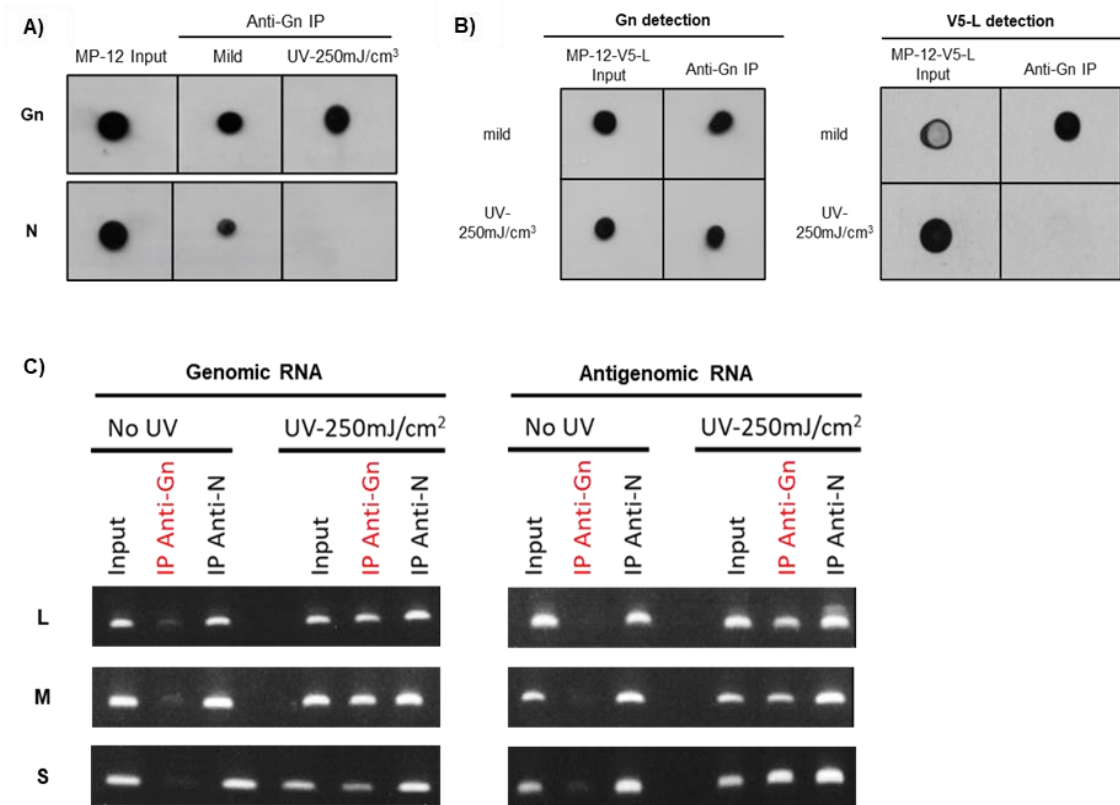 A)
Anti-Gn IP
MP-12 Input Mild UV-250mJ/cm³
Gn
N
B)
Gn detection
MP-12-V5-L
Input
Anti-Gn IP
mild
UV-
250mJ/cm³
V5-L detection
MP-12-V5-L
Input
Anti-Gn IP
mild
UV-
250mJ/cm³
C)
Genomic RNA
No UV UV-250mJ/cm²
Input IP Anti-Gn IP Anti-N Input IP Anti-Gn IP Anti-N
Antigenomic RNA
No UV UV-250mJ/cm²
Input IP Anti-Gn IP Anti-N Input IP Anti-Gn IP Anti-N
L
M
S